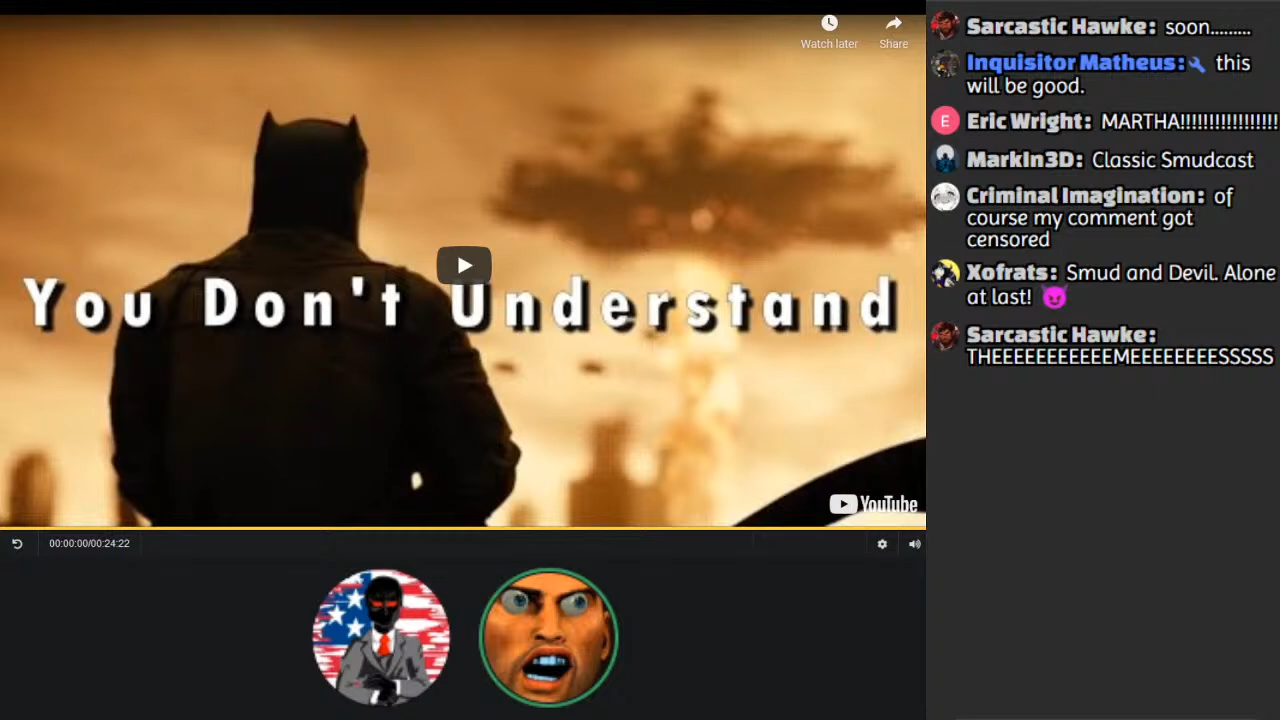 Watch later
Share
You Don't Understand
YouTube
00:00:00/00:24:22
Sarcastic Hawke: soon.........
Inquisitor Matheus: this
will be good.
E Eric Wright: MARTHA!!!!!!!!!!!!!!!!!
MarkIn3D: Classic Smudcast
Criminal Imagination: of
course my comment got
censored
Xofrats: Smud and Devil. Alone
at last! 😈
Sarcastic Hawke:
THEEEEEEEEEEEMEEEEEEEESSSSS